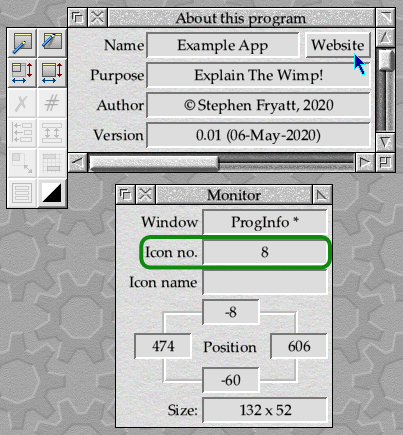 About this program
Name Example App Website
Purpose Explain The Wimp!
Author © Stephen Fryatt, 2020
Version 0.01 (06-May-2020)
Monitor
Window ProgInfo *
Icon no. 8
Icon name
-8
474 Position 606
-60
Size: 132 x 52